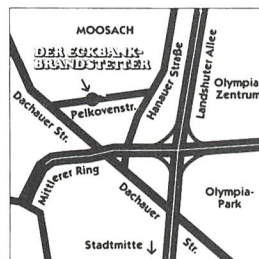 MOOSACH
DER ECKBANK-
BRANDSTETTER
Dachauer Str.
Pelkovenstr.
Hanauer Straße
Landshuter Allee
Olympia-
Zentrum
Mittlerer Ring
Dachauer
Str.
Olympia-
Park
Stadtmitte